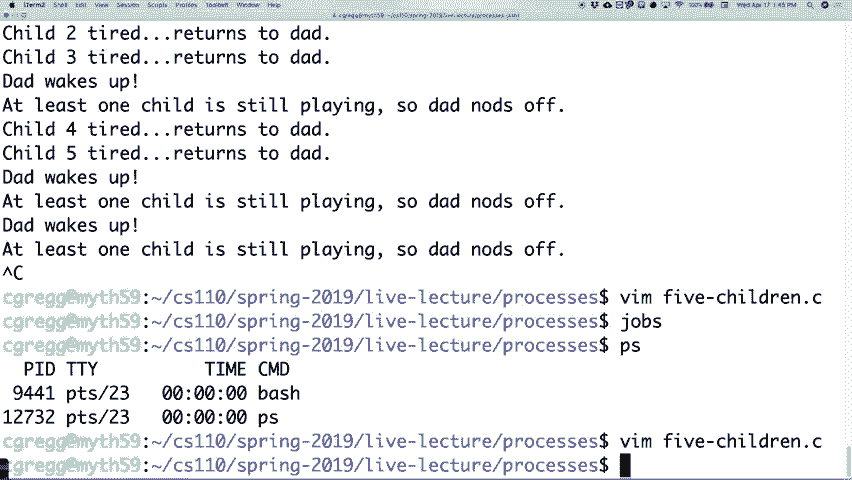 iTerm2 Shell Edit View Session Scripts Profiles Toolbelt Window Help 100% Wed Apr 17 1:45 PM
4. cgregg@myth59: ~/cs110/spring-2019/live-lecture/processes (ssh)
Child 2 tired...returns to dad.
Child 3 tired...returns to dad.
Dad wakes up!
At least one child is still playing, so dad nods off.
Child 4 tired...returns to dad.
Child 5 tired...returns to dad.
Dad wakes up!
At least one child is still playing, so dad nods off.
Dad wakes up!
At least one child is still playing, so dad nods off.
^C
cgregg@myth59:~/cs110/spring-2019/live-lecture/processes$ vim five-children.c
cgregg@myth59:~/cs110/spring-2019/live-lecture/processes$ jobs
cgregg@myth59:~/cs110/spring-2019/live-lecture/processes$ ps
PID TTY TIME CMD
9441 pts/23 00:00:00 bash
12732 pts/23 00:00:00 ps
cgregg@myth59:~/cs110/spring-2019/live-lecture/processes$ vim five-children.c
cgregg@myth59:~/cs110/spring-2019/live-lecture/processes$